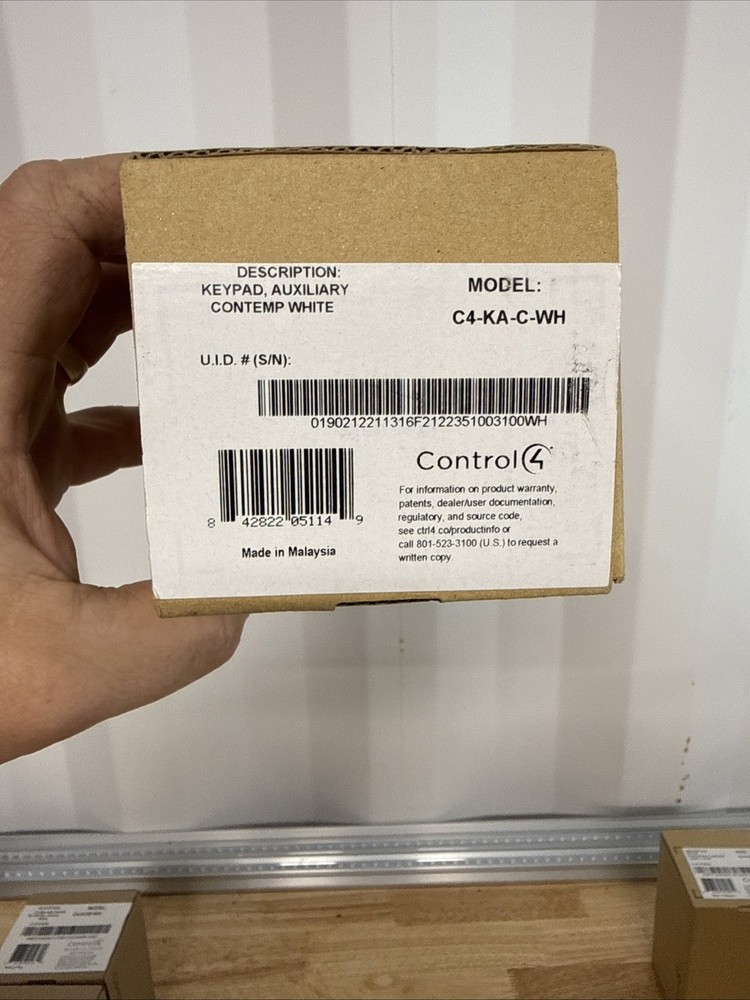 DESCRIPTION:
KEYPAD, AUXILIARY
CONTEMP WHITE
MODEL:
C4-KA-C-WH
U.I.D. # (S/N):
0190212211316F2122351003100WH
8 42822 05114 9
Made in Malaysia
Control4
For information on product warranty,
patents, dealer/user documentation,
regulatory, and source code,
see ctrl4.co/productinfo or
call 801-523-3100 (U.S.) to request a
written copy.
MODEL:
Control4